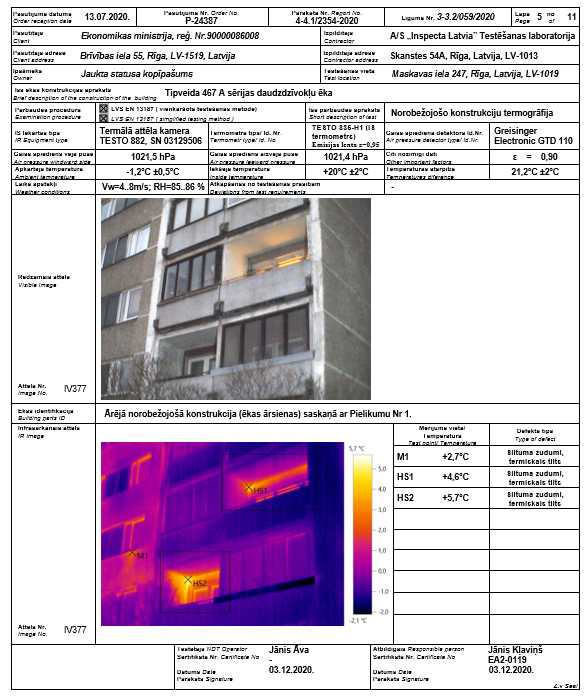 Pasūtījuma datums 13.07.2020. Pasūtījuma Nr. Order No. P-24387 Paraksta Nr. Report No. 4-4.1/2354-2020 Līguma Nr. 3-3.2/059/2020 Lapa 5 no 11
Order reception date Page of
Pasūtītājs Ekonomikas ministrija, reģ. Nr.90000086008 Izpildītājs A/S „Inspecta Latvia” Testēšanas laboratorija
Client Contractor
Pasūtītāja adrese Brīvības iela 55, Rīga, LV-1519, Latvija Izpildītāja adrese Skanstes 54A, Rīga, Latvija, LV-1013
Client address Contractor address
Īpašnieks Jaukta statusa kopīpašums Testēšanas vieta Maskavas iela 247, Rīga, Latvija, LV-1019
Owner Test location
Īss ēkas konstrukcijas apraksts Tipveida 467 A sērijas daudzdzīvokļu ēka
Brief description of the construction of the building
Pārbaudes procedūra LVS EN 13187 ( vienkāršota testēšanas metode) Īss pārbaudes apraksts Norobežojošo konstrukciju termogrāfija
Examination procedure LVS EN 13187 ( simplified testing method ) Short description of test
IS iekārtas tips Termālā attēla kamera Termometra tips/ Id. Nr. TESTO 835-H1 (IS termometrs) Gaisa spiediena detektora Id.Nr. Greisinger
IR Equipment type TESTO 882, SN 03129506 Termometr type/ Id. No Emisijas lents ε=0,95 Air pressure detector type/ Id.Nr. Electronic GTD 110
Gaisa spiediens vēja pusē 1021,5 hPa Gaisa spiediens aizvēja pusē 1021,4 hPa Citi nozīmīgi dati ε = 0,90
Air pressure windward side Air pressure leeward pressure Other important factors
Apkārtējā temperatūra -1,2°C ±0,5°C Iekšējā temperatūra +20°C ±2°C Temperatūras starpība 21,2°C ±2°C
Ambient temperature Inside temperature Temperatures diference
Laika apstākļi Vw=4..8m/s; RH=85..86 % Atkāpšanās no testēšanas prasībām -
Weather conditions Deviations from test requirements
Redzamais attēls
Visible Image
Attēla Nr. IV377
Image No.
Ēkas identifikācija Ārējā norobežojošā konstrukcija (ēkas ārsienas) saskaņā ar Pielikumu Nr 1.
Building parts ID
Infrasarkanais attēls
IR Image
Mērījuma vieta/ Temperatūra Defekta tips
Test point/ Temperature Type of defect
M1 +2,7°C Siltuma zudumi, termiskais tilts
HS1 +4,6°C Siltuma zudumi, termiskais tilts
HS2 +5,7°C Siltuma zudumi, termiskais tilts
5,7 °C
5,0
4,0
3,0
2,0
1,0
0,0
-1,0
-2,0
-2,1 °C
HS1
M1
HS2
Attēla Nr. IV377
Image No.
Testētājs NDT Operator Jānis Āva Atbildīgais Responsible person Jānis Kļaviņš
Sertifikāta Nr. Certificate No - Sertifikāta Nr. Certificate No EA2-0119
Datums Date 03.12.2020. Datums Date 03.12.2020.
Paraksts Signature Paraksts Signature
Z.v Seal